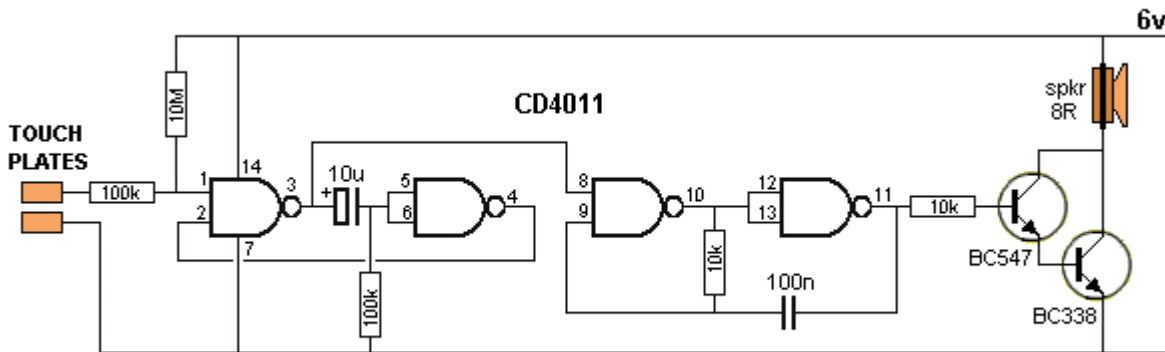 6v
spkr
8R
CD4011
10M
TOUCH
PLATES
100k
1
14
3
2
7
10u
+
5
6
4
100k
8
9
10
10k
12
13
11
100n
10k
BC547
BC338